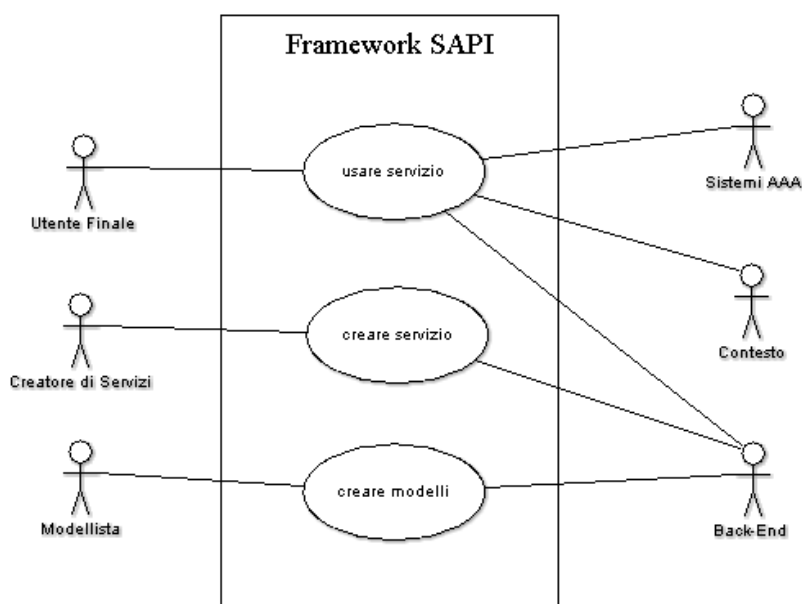 Framework SAPI
usare servizio
Utente Finale
Sistemi AAA
creare servizio
Creatore di Servizi
Contesto
creare modelli
Modellista
Back-End